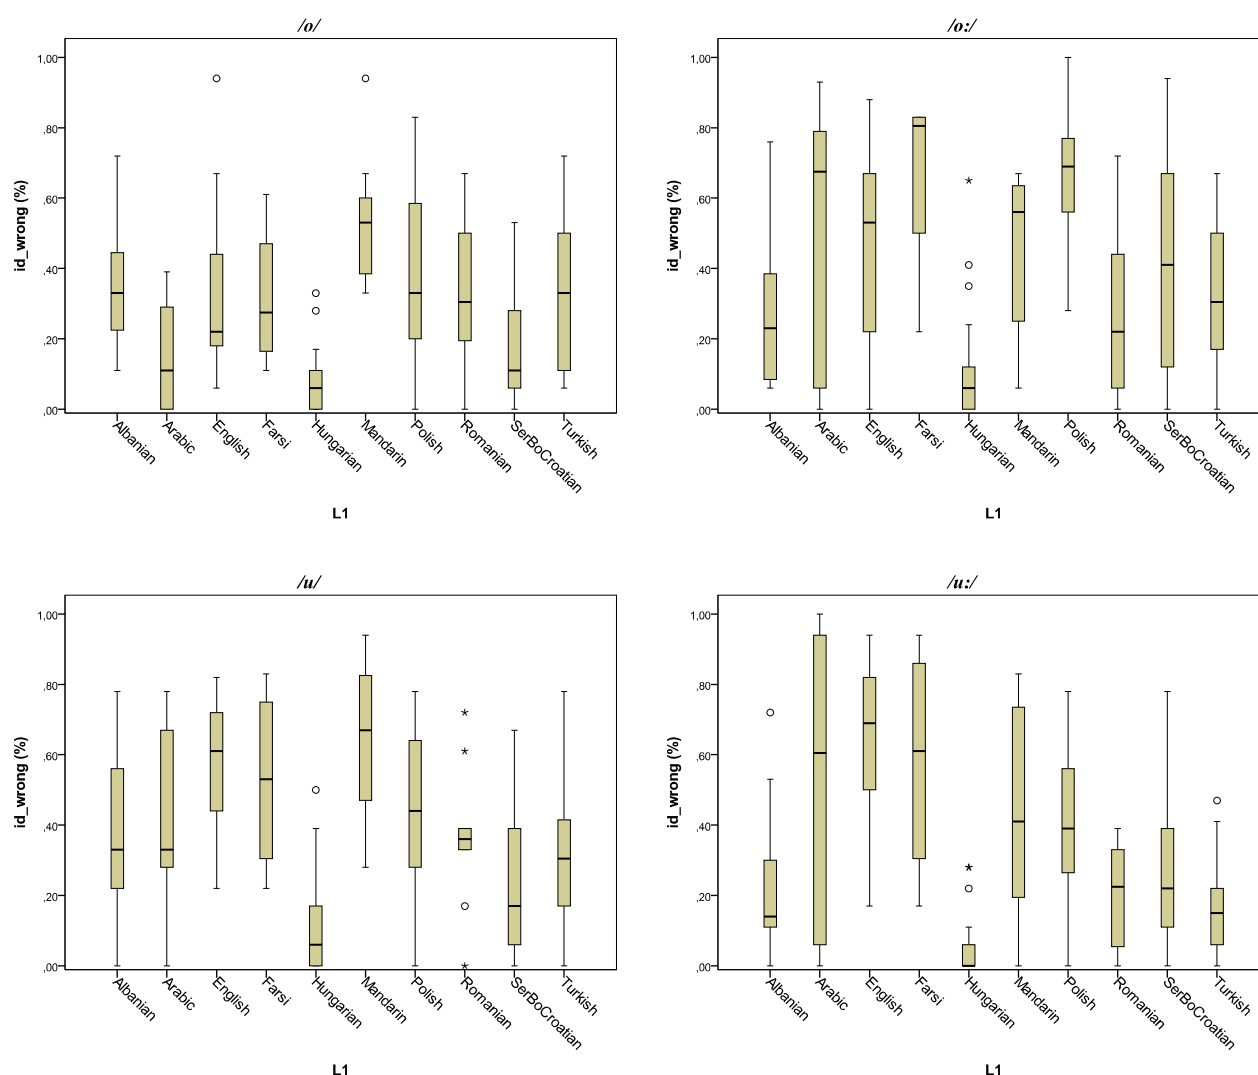 /o/
id_wrong (%)
1,00
,80
,60
,40
,20
,00
Albanian
Arabic
English
Farsi
Hungarian
Mandarin
Polish
Romanian
SerBoCroatian
Turkish
L1
/o:/
id_wrong (%)
1,00
,80
,60
,40
,20
,00
Albanian
Arabic
English
Farsi
Hungarian
Mandarin
Polish
Romanian
SerBoCroatian
Turkish
L1
/u/
id_wrong (%)
1,00
,80
,60
,40
,20
,00
Albanian
Arabic
English
Farsi
Hungarian
Mandarin
Polish
Romanian
SerBoCroatian
Turkish
L1
/u:/
id_wrong (%)
1,00
,80
,60
,40
,20
,00
Albanian
Arabic
English
Farsi
Hungarian
Mandarin
Polish
Romanian
SerBoCroatian
Turkish
L1